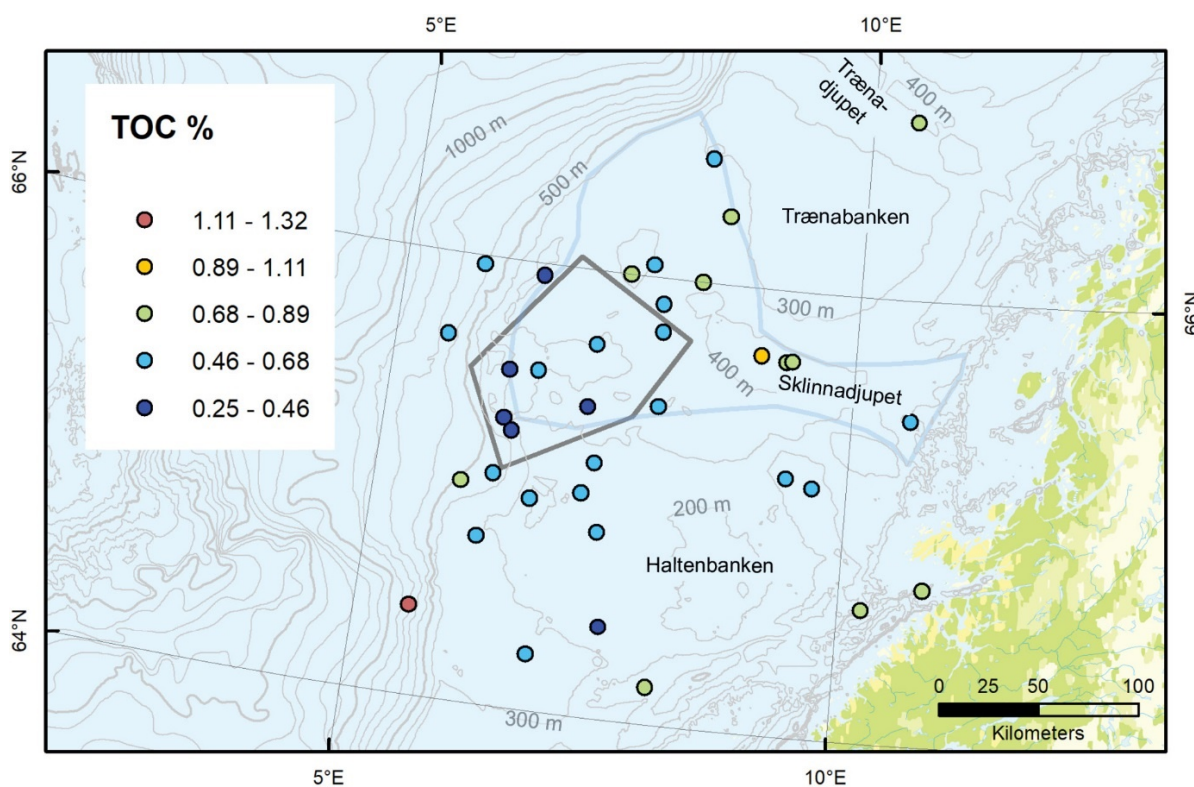 5°E
10°E
TOC %
1.11 - 1.32
0.89 - 1.11
0.68 - 0.89
0.46 - 0.68
0.25 - 0.46
1000 m
500 m
Træna-
djupet
400 m
Trænabanken
66°N
66°N
300 m
400 m
Sklinnadjupet
200 m
Haltenbanken
64°N
300 m
0 25 50 100
Kilometers
5°E
10°E